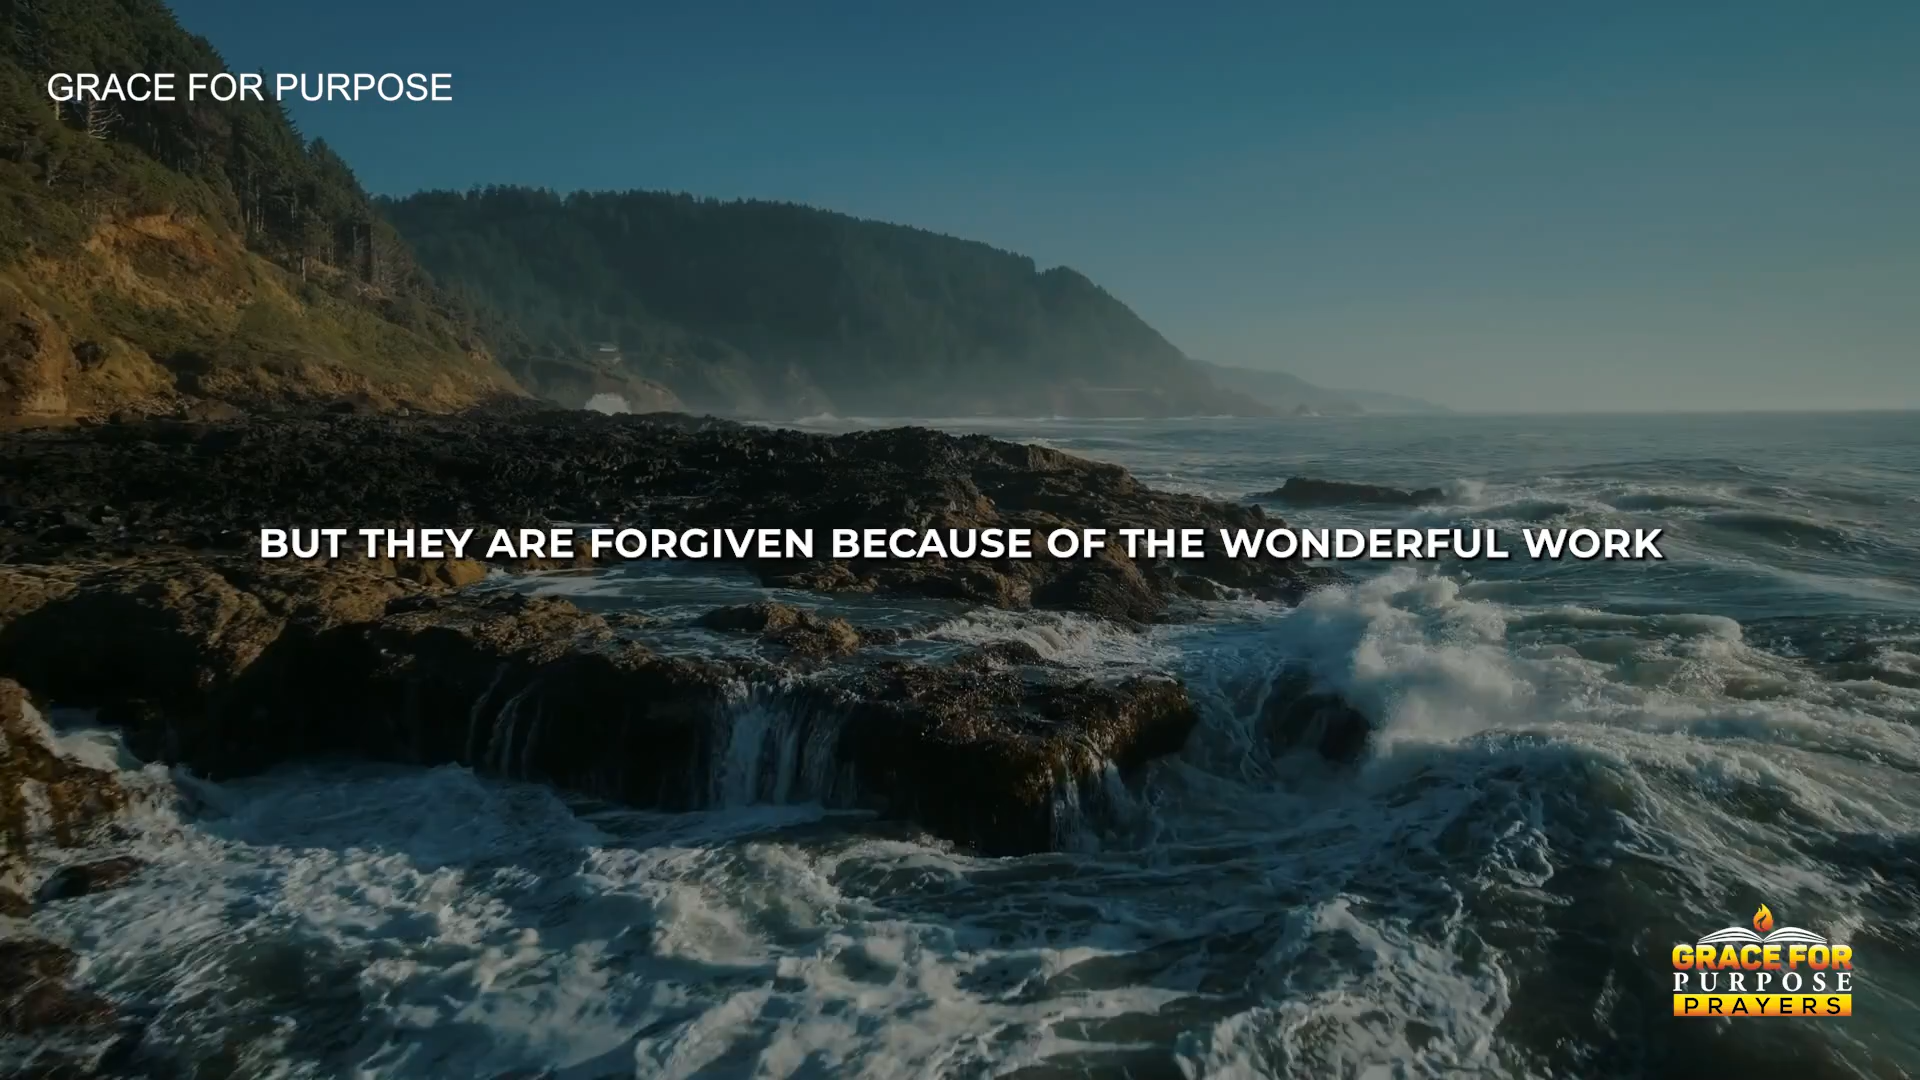 GRACE FOR PURPOSE
BUT THEY ARE FORGIVEN BECAUSE OF THE WONDERFUL WORK
GRACE FOR
PURPOSE
PRAYERS